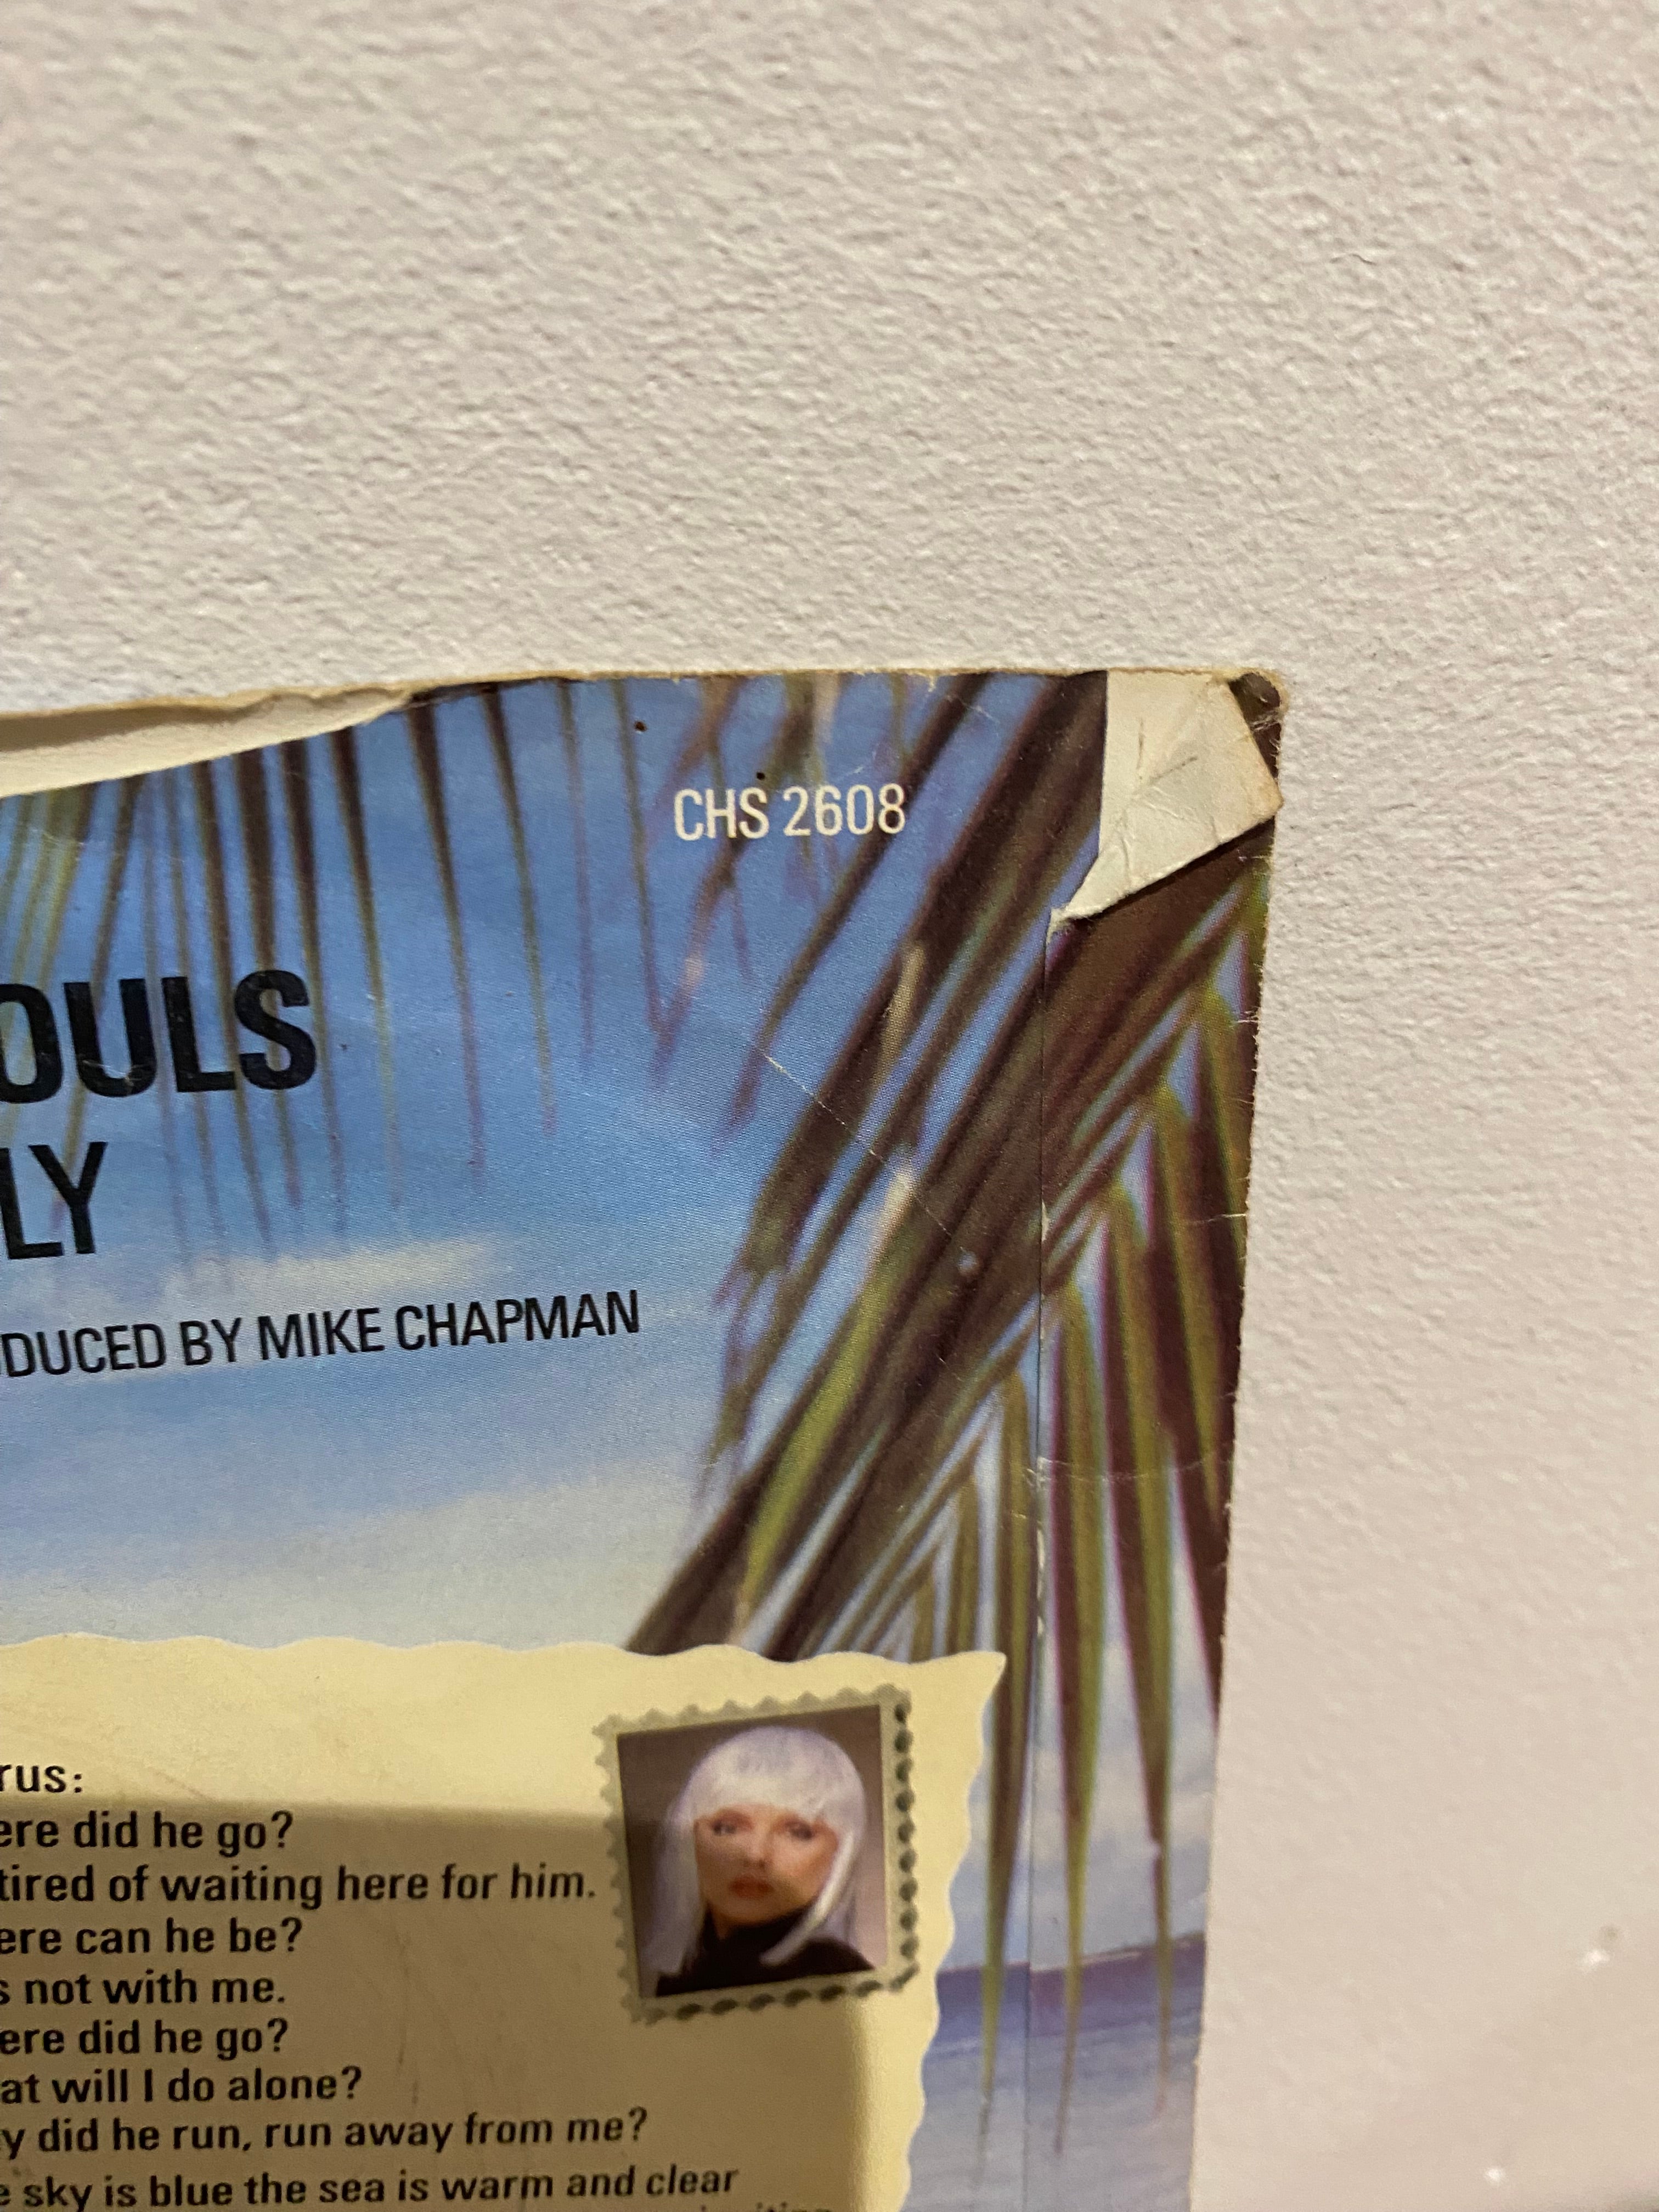 CHS 2608
OULS
LY
DUCED BY MIKE CHAPMAN
rus:
ere did he go?
tired of waiting here for him.
ere can he be?
s not with me.
ere did he go?
at will I do alone?
y did he run, run away from me?
e sky is blue the sea is warm and clear